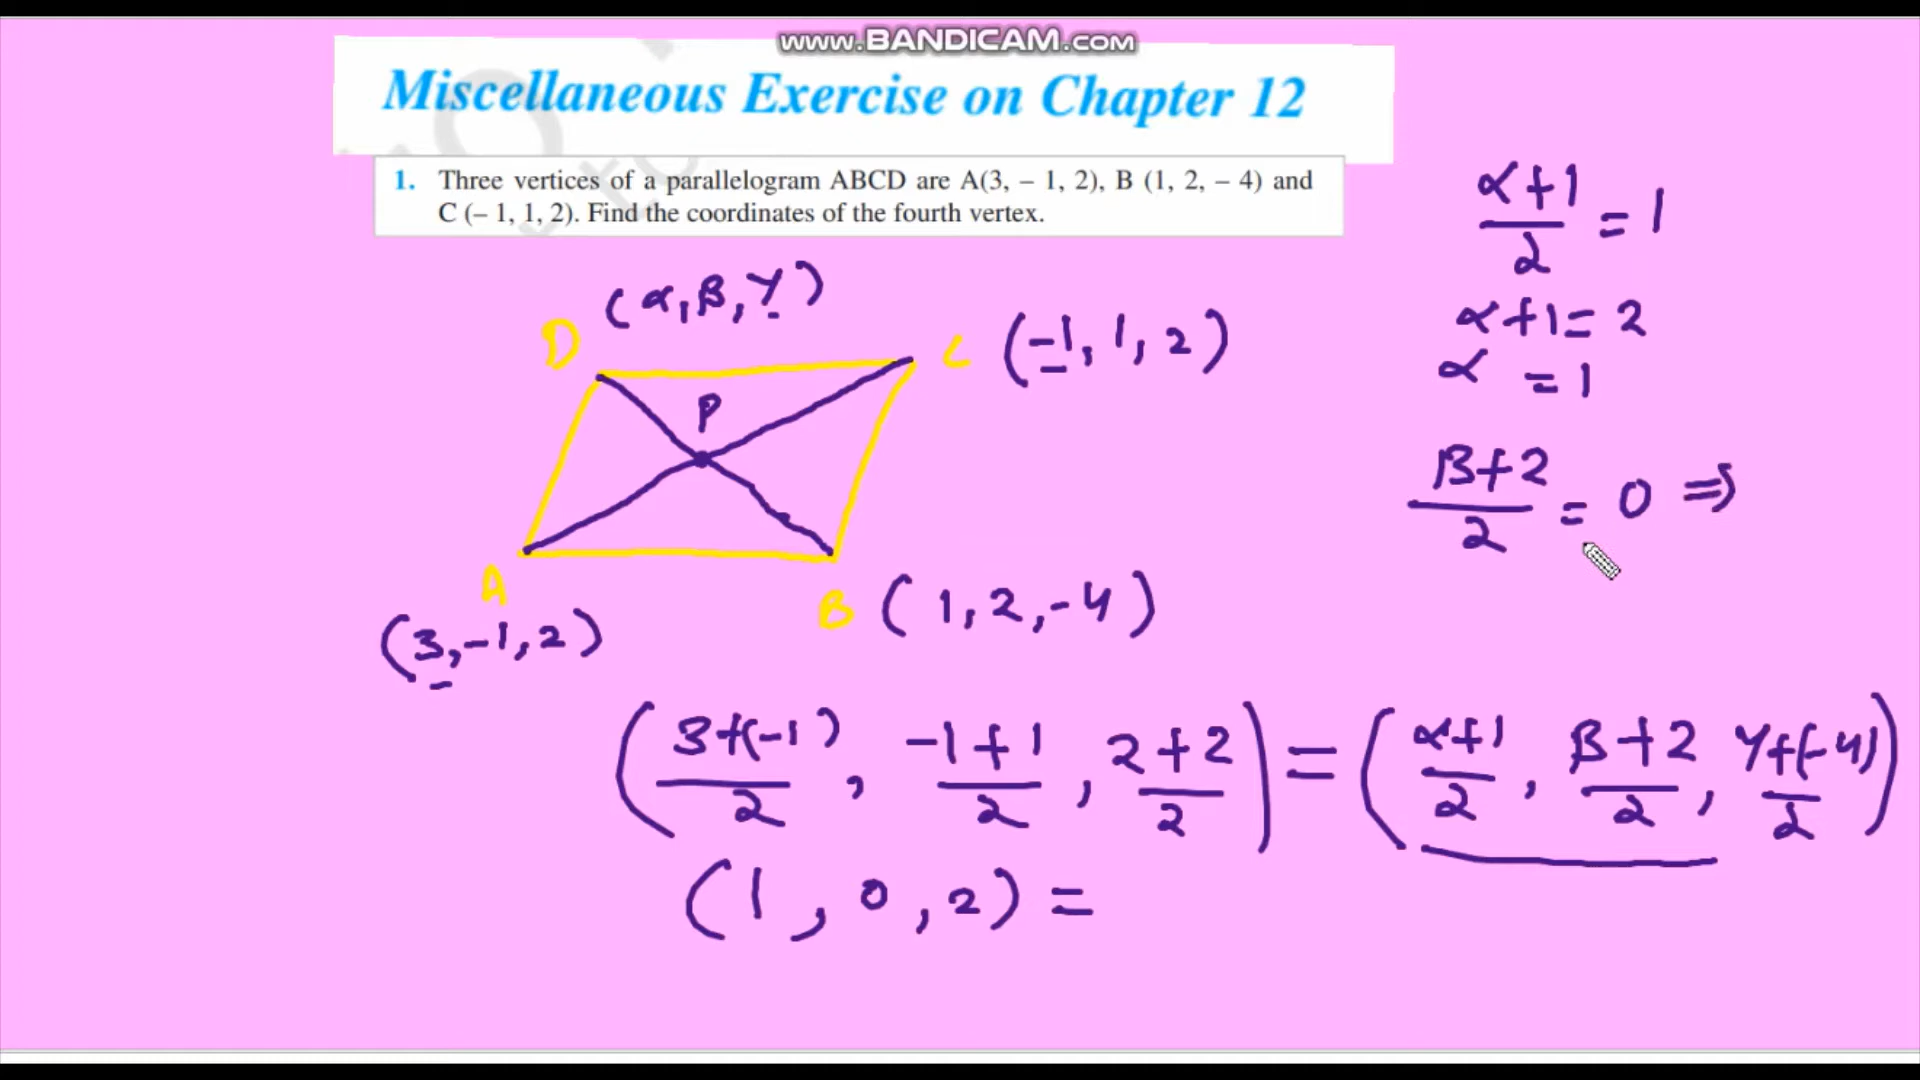 www.BANDICAM.com
Miscellaneous Exercise on Chapter 12
1. Three vertices of a parallelogram ABCD are A(3, – 1, 2), B (1, 2, – 4) and
C (– 1, 1, 2). Find the coordinates of the fourth vertex.
D (α, β, γ)
C (-1, 1, 2)
P
A
(3, -1, 2)
B (1, 2, -4)
(3+(-1)/2, -1+1/2, 2+2/2) = (α+1/2, β+2/2, γ+(-4)/2)
(1, 0, 2) =
α+1/2 = 1
α+1 = 2
α = 1
β+2/2 = 0 ⇒